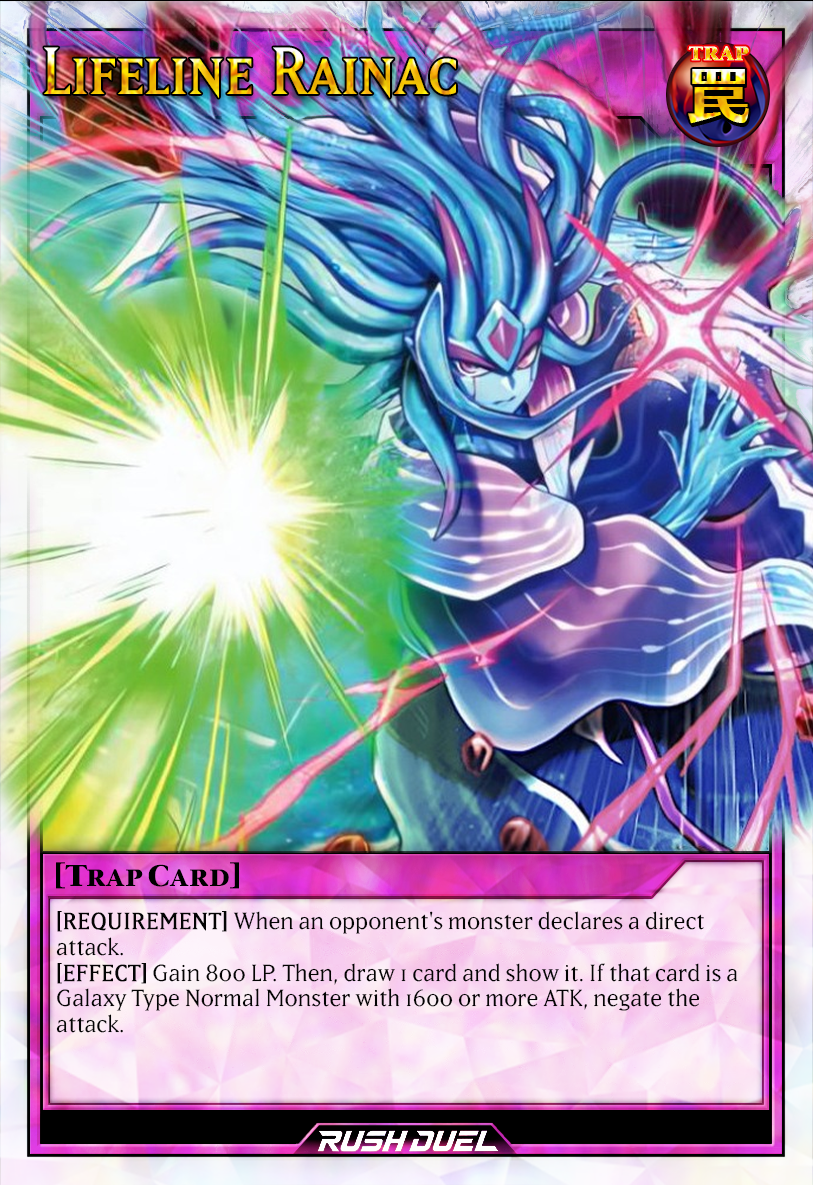 Lifeline Rainac
TRAP
罠
[Trap Card]
[REQUIREMENT] When an opponent's monster declares a direct
attack.
[EFFECT] Gain 800 LP. Then, draw 1 card and show it. If that card is a
Galaxy Type Normal Monster with 1600 or more ATK, negate the
attack.
RUSH DUEL